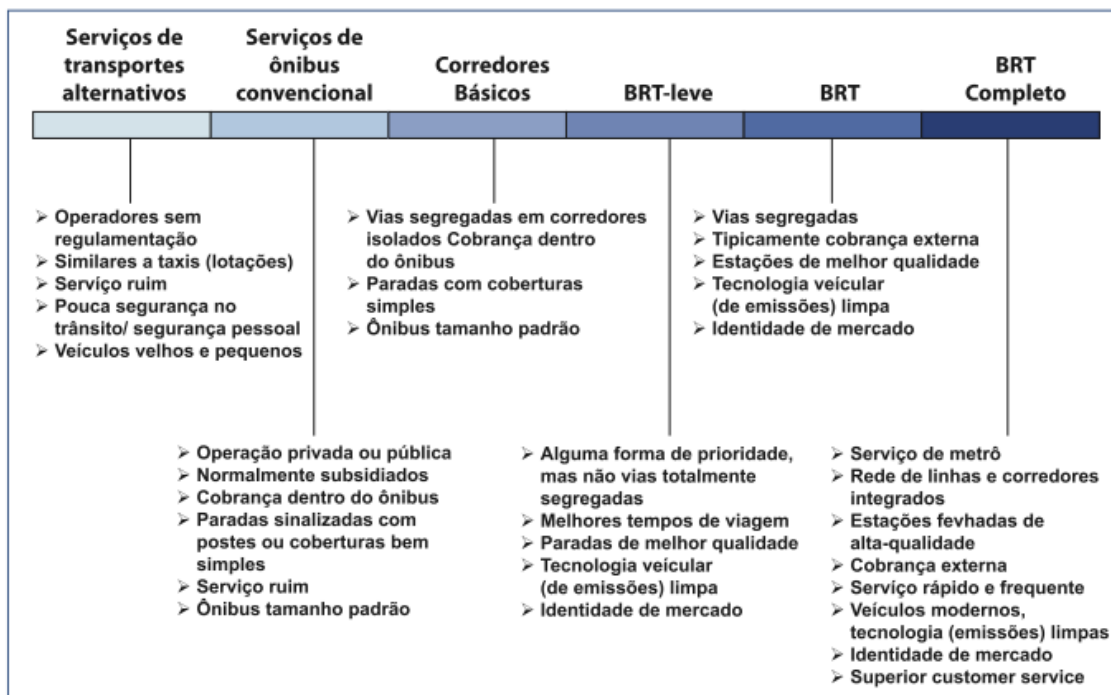 Serviços de
transportes
alternativos
Serviços de
ônibus
convencional
Corredores
Básicos
BRT-leve
BRT
BRT
Completo
➢ Operadores sem
regulamentação
➢ Similares a taxis (lotações)
➢ Serviço ruim
➢ Pouca segurança no
trânsito/ segurança pessoal
➢ Veículos velhos e pequenos
➢ Vias segregadas em corredores
isolados Cobrança dentro
do ônibus
➢ Paradas com coberturas
simples
➢ Ônibus tamanho padrão
➢ Vias segregadas
➢ Tipicamente cobrança externa
➢ Estações de melhor qualidade
➢ Tecnologia veícular
(de emissões) limpa
➢ Identidade de mercado
➢ Operação privada ou pública
➢ Normalmente subsidiados
➢ Cobrança dentro do ônibus
➢ Paradas sinalizadas com
postes ou coberturas bem
simples
➢ Serviço ruim
➢ Ônibus tamanho padrão
➢ Alguma forma de prioridade,
mas não vias totalmente
segregadas
➢ Melhores tempos de viagem
➢ Paradas de melhor qualidade
➢ Tecnologia veícular
(de emissões) limpa
➢ Identidade de mercado
➢ Serviço de metrô
➢ Rede de linhas e corredores
integrados
➢ Estações fevhadas de
alta-qualidade
➢ Cobrança externa
➢ Servíço rápido e frequente
➢ Veículos modernos,
tecnologia (emissões) limpas
➢ Identidade de mercado
➢ Superior customer service